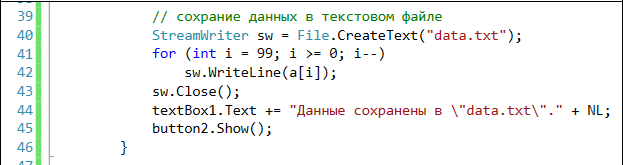 39 // сохрание данных в текстовом файле
40 StreamWriter sw = File.CreateText("data.txt");
41 for (int i = 99; i >= 0; i--)
42 sw.WriteLine(a[i]);
43 sw.Close();
44 textBox1.Text += "Данные сохранены в \"data.txt\"." + NL;
45 button2.Show();
46 }